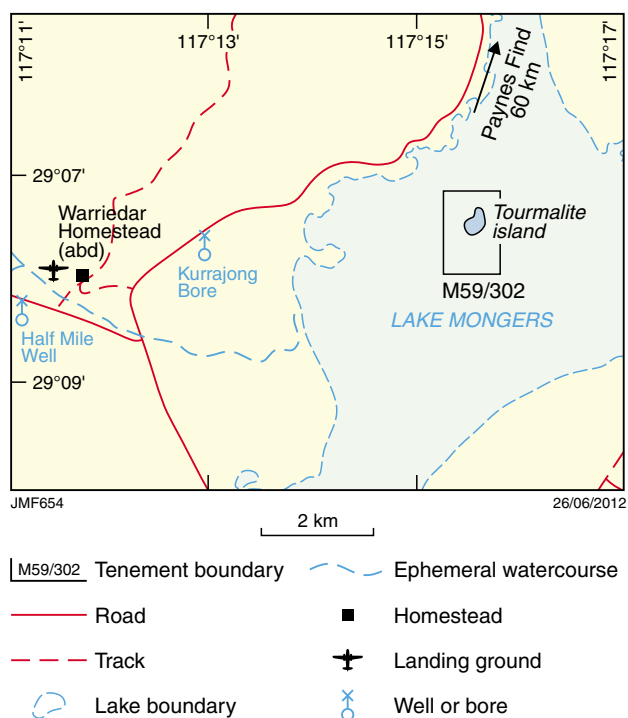 117°11'
117°13'
117°15'
117°17'
Paynes Find
60 km
29°07'
Warriedar
Homestead
(abd)
Tourmalite
island
Kurrajong
Bore
M59/302
LAKE MONGERS
Half Mile
Well
29°09'
JMF654
26/06/2012
2 km
M59/302 Tenement boundary
Ephemeral watercourse
Road
Homestead
Track
Landing ground
Lake boundary
Well or bore